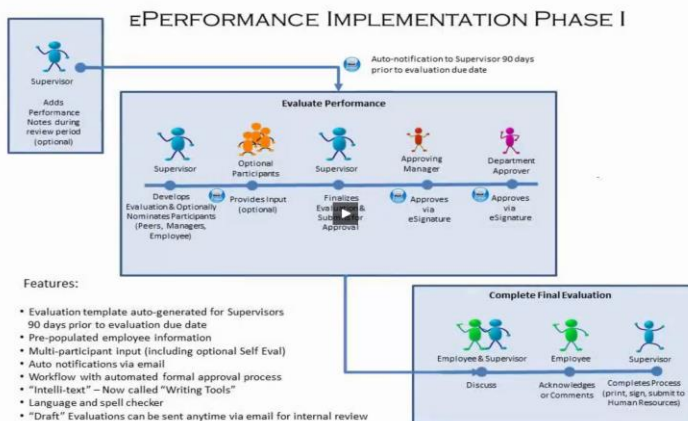 ePerformance Implementation Phase I
Auto-notification to Supervisor 90 days
prior to evaluation due date
Supervisor
Adds
Performance
Notes during
review period
(optional)
Evaluate Performance
Supervisor
Develops
Evaluation & Optionally
Nominates Participants
(Peers, Managers,
Employee)
Optional
Participants
Provides Input
(optional)
Supervisor
Finalizes
Evaluation &
Submits for
Approval
Approving
Manager
Approves
via
eSignature
Department
Approver
Approves
via
eSignature
Features:
• Evaluation template auto-generated for Supervisors
90 days prior to evaluation due date
• Pre-populated employee information
• Multi-participant input (including optional Self Eval)
• Auto notifications via email
• Workflow with automated formal approval process
• "Intelli-text" – Now called "Writing Tools"
• Language and spell checker
• "Draft" Evaluations can be sent anytime via email for internal review
Complete Final Evaluation
Employee & Supervisor
Discuss
Employee
Acknowledges
or Comments
Supervisor
Completes Process
(print, sign, submit to
Human Resources)